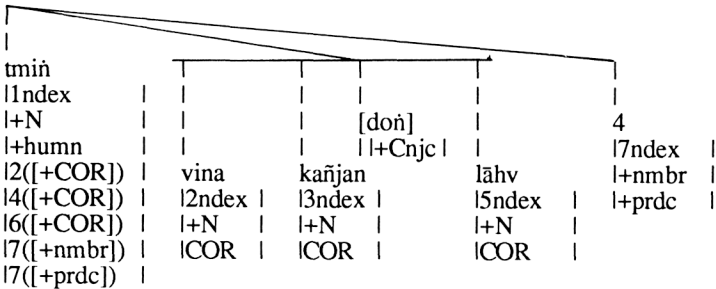 tmiṅ
|1ndex |
|+N |
|+humn |
|2([+COR]) |
|4([+COR]) |
|6([+COR]) |
|7([+nmbr]) |
|7([+prdc]) |
vina
|2ndex |
|+N |
|COR |
kañjan
|3ndex |
|+N |
|COR |
[doṅ]
||+Cnjc |
lāhv
|5ndex |
|+N |
|COR |
4
|7ndex |
|+nmbr |
|+prdc |